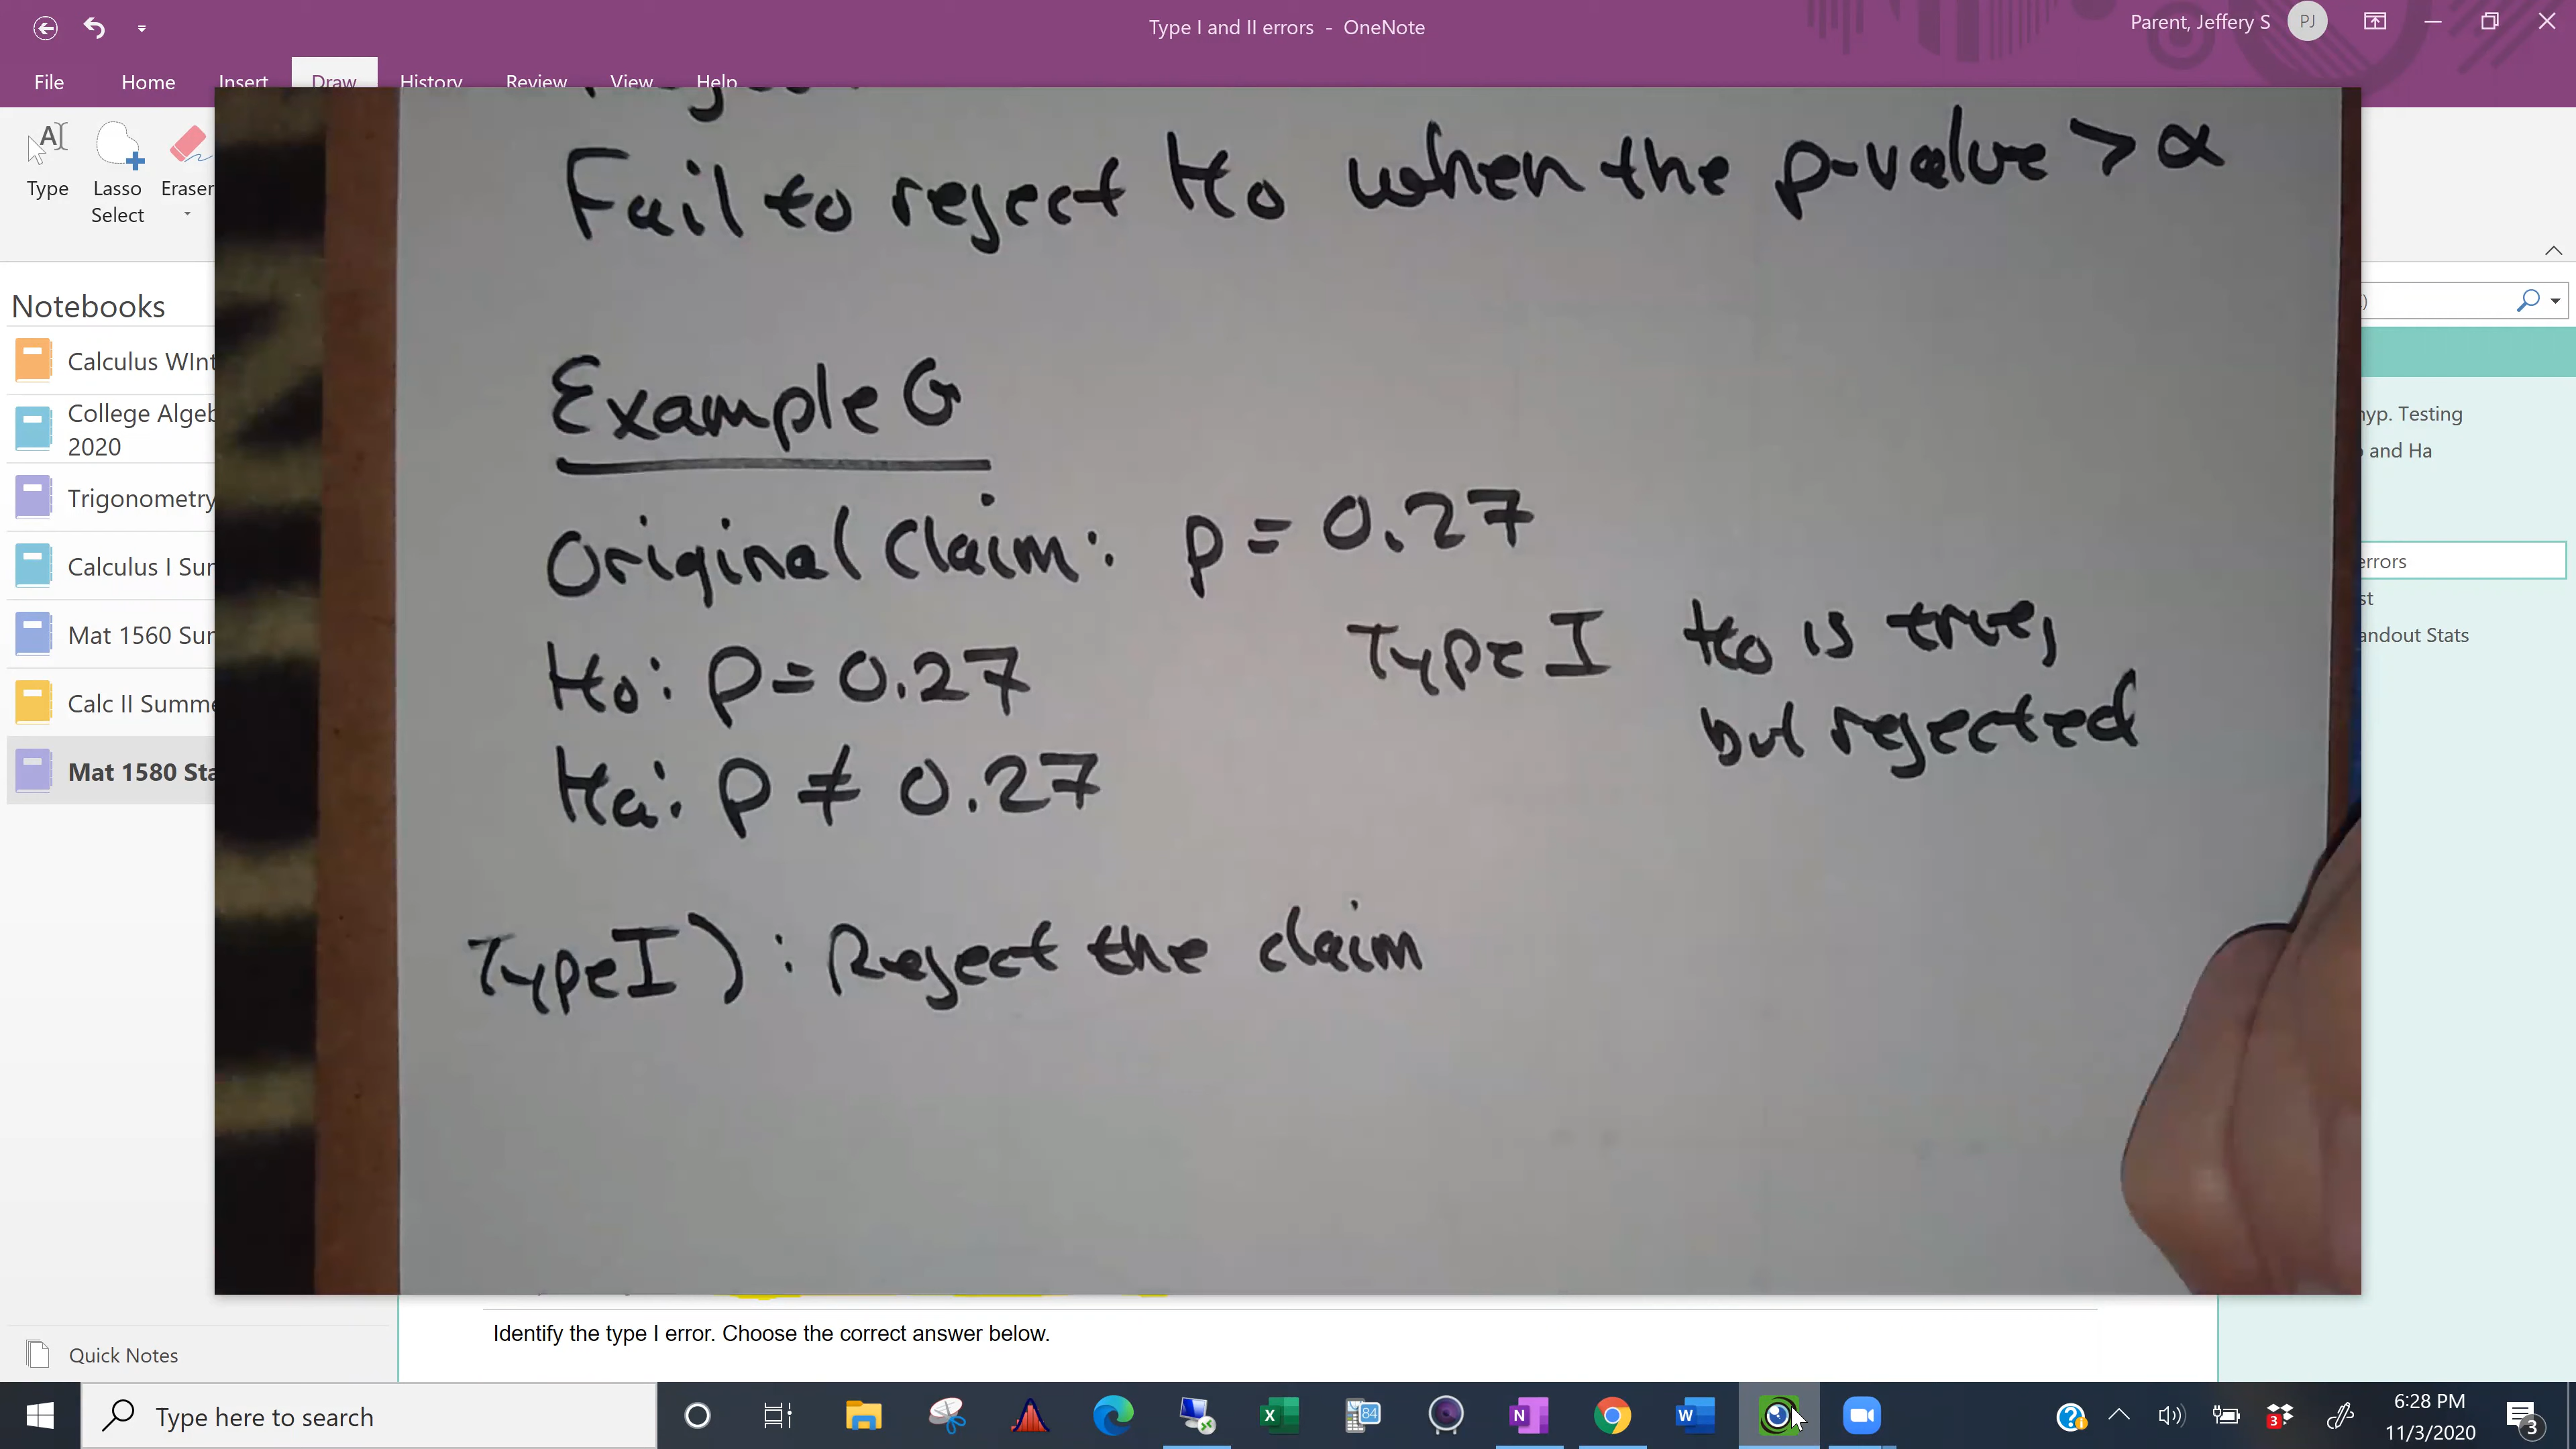 Type I and II errors - OneNote
Parent, Jeffery S
PJ
File Home Insert Draw History Review View Help
Type
Lasso
Select
Eraser
Notebooks
Calculus WInt
College Algeb
2020
Trigonometry
Calculus I Sur
Mat 1560 Sur
Calc II Summe
Mat 1580 Sta
Quick Notes
Fail to reject Ho when the p-value > α
Example G
Original Claim: p = 0.27
Ho: p = 0.27
Ha: p ≠ 0.27
Type I Ho is true,
but rejected
Type I) : Reject the claim
yp. Testing
and Ha
errors
st
andout Stats
Identify the type I error. Choose the correct answer below.
Type here to search
84
6:28 PM
11/3/2020
3
3